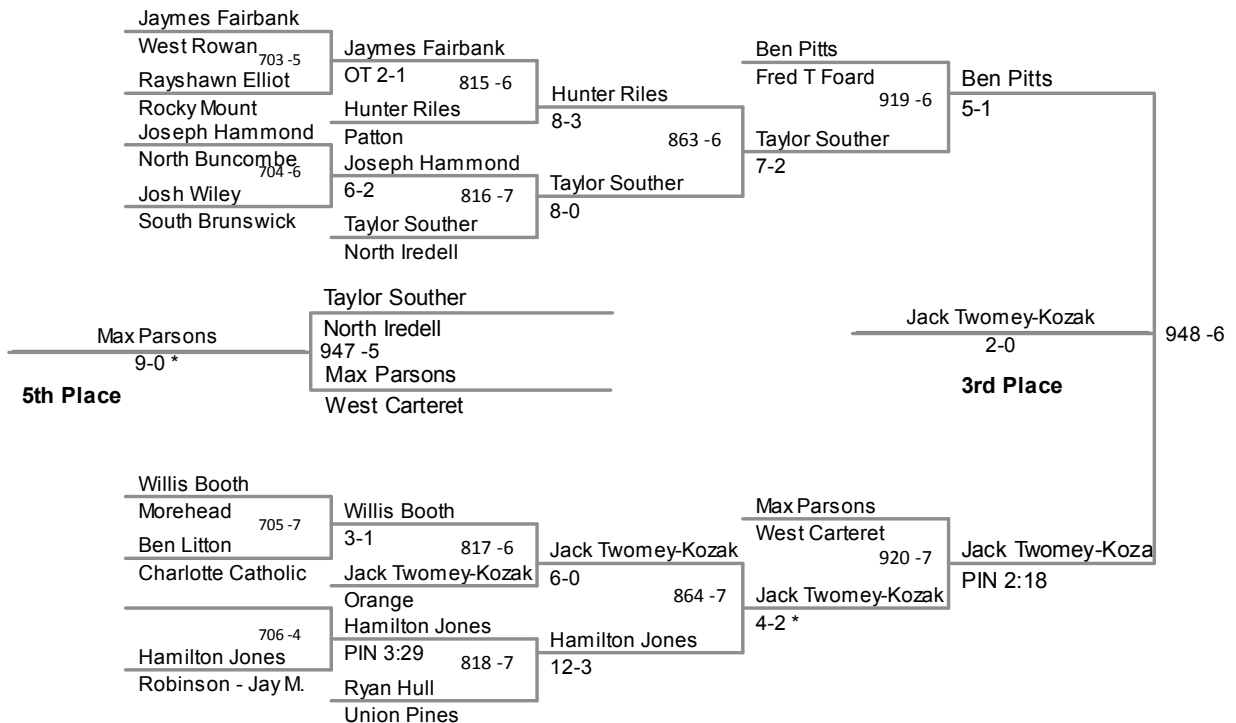 Jaymes Fairbank
West Rowan
703 -5
Rayshawn Elliot
Rocky Mount
Joseph Hammond
North Buncombe
704 -6
Josh Wiley
South Brunswick
Jaymes Fairbank
OT 2-1
815 -6
Hunter Riles
Patton
Joseph Hammond
6-2
816 -7
Taylor Souther
North Iredell
Hunter Riles
8-3
863 -6
Taylor Souther
8-0
Ben Pitts
Fred T Foard
919 -6
Taylor Souther
7-2
Ben Pitts
5-1
Taylor Souther
North Iredell
947 -5
Max Parsons
West Carteret
Max Parsons
9-0 *
5th Place
Jack Twomey-Kozak
2-0
3rd Place
948 -6
Willis Booth
Morehead
705 -7
Ben Litton
Charlotte Catholic
706 -4
Hamilton Jones
Robinson - Jay M.
Willis Booth
3-1
817 -6
Jack Twomey-Kozak
Orange
Hamilton Jones
PIN 3:29
818 -7
Ryan Hull
Union Pines
Jack Twomey-Kozak
6-0
864 -7
Hamilton Jones
12-3
Max Parsons
West Carteret
920 -7
Jack Twomey-Kozak
4-2 *
Jack Twomey-Koza
PIN 2:18